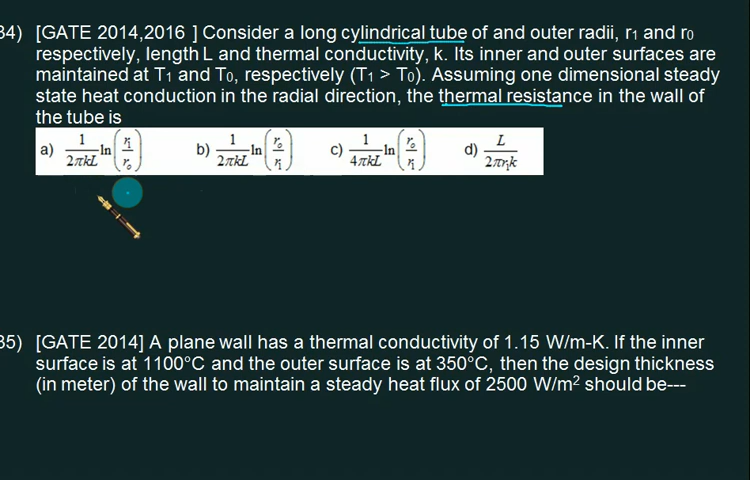 34) [GATE 2014,2016 ] Consider a long cylindrical tube of and outer radii, r₁ and r₀
respectively, length L and thermal conductivity, k. Its inner and outer surfaces are
maintained at T₁ and T₀, respectively (T₁ > T₀). Assuming one dimensional steady
state heat conduction in the radial direction, the thermal resistance in the wall of
the tube is
a) 1/(2πkL) ln(r₁/rₒ) b) 1/(2πkL) ln(rₒ/r₁) c) 1/(4πkL) ln(rₒ/r₁) d) L/(2πr₁k)
35) [GATE 2014] A plane wall has a thermal conductivity of 1.15 W/m-K. If the inner
surface is at 1100°C and the outer surface is at 350°C, then the design thickness
(in meter) of the wall to maintain a steady heat flux of 2500 W/m² should be---